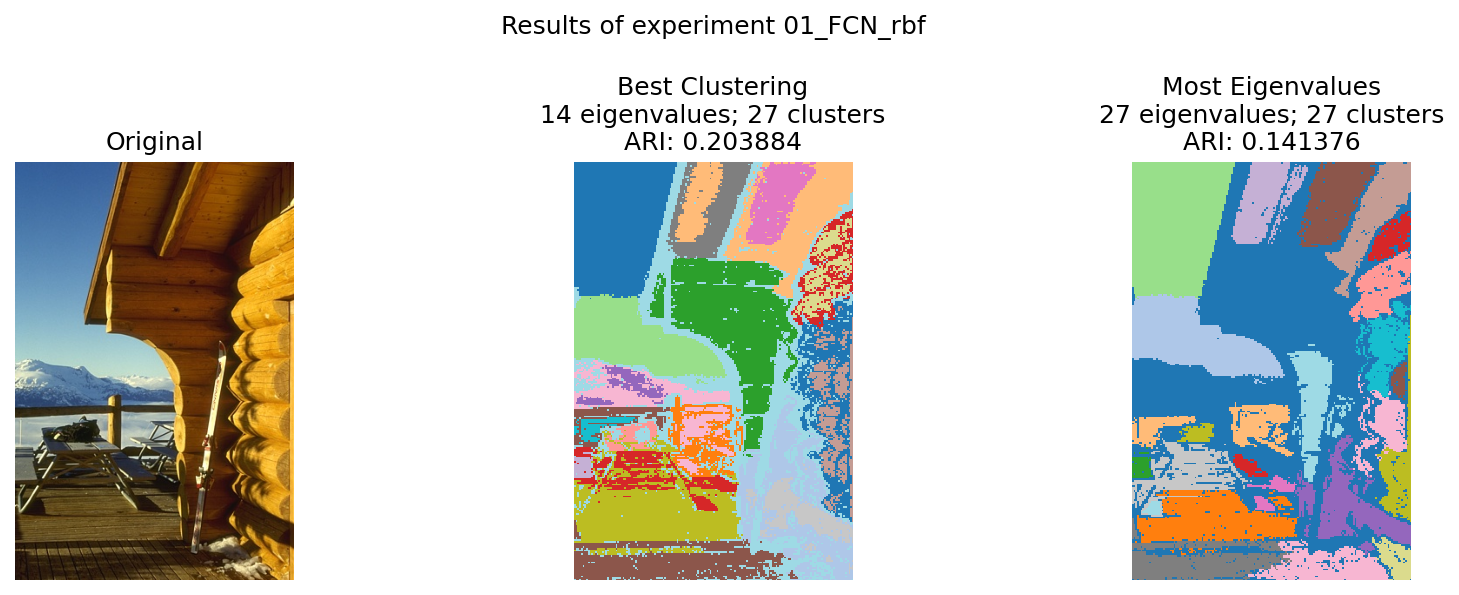 Results of experiment 01_FCN_rbf
Original
Best Clustering
14 eigenvalues; 27 clusters
ARI: 0.203884
Most Eigenvalues
27 eigenvalues; 27 clusters
ARI: 0.141376